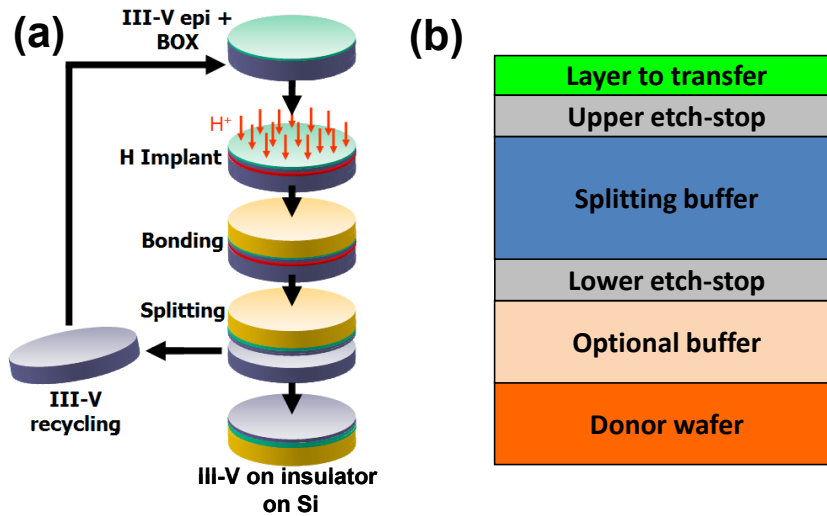 (a)
III-V epi +
BOX
H+
H Implant
Bonding
Splitting
III-V
recycling
III-V on insulator
on Si
(b)
Layer to transfer
Upper etch-stop
Splitting buffer
Lower etch-stop
Optional buffer
Donor wafer